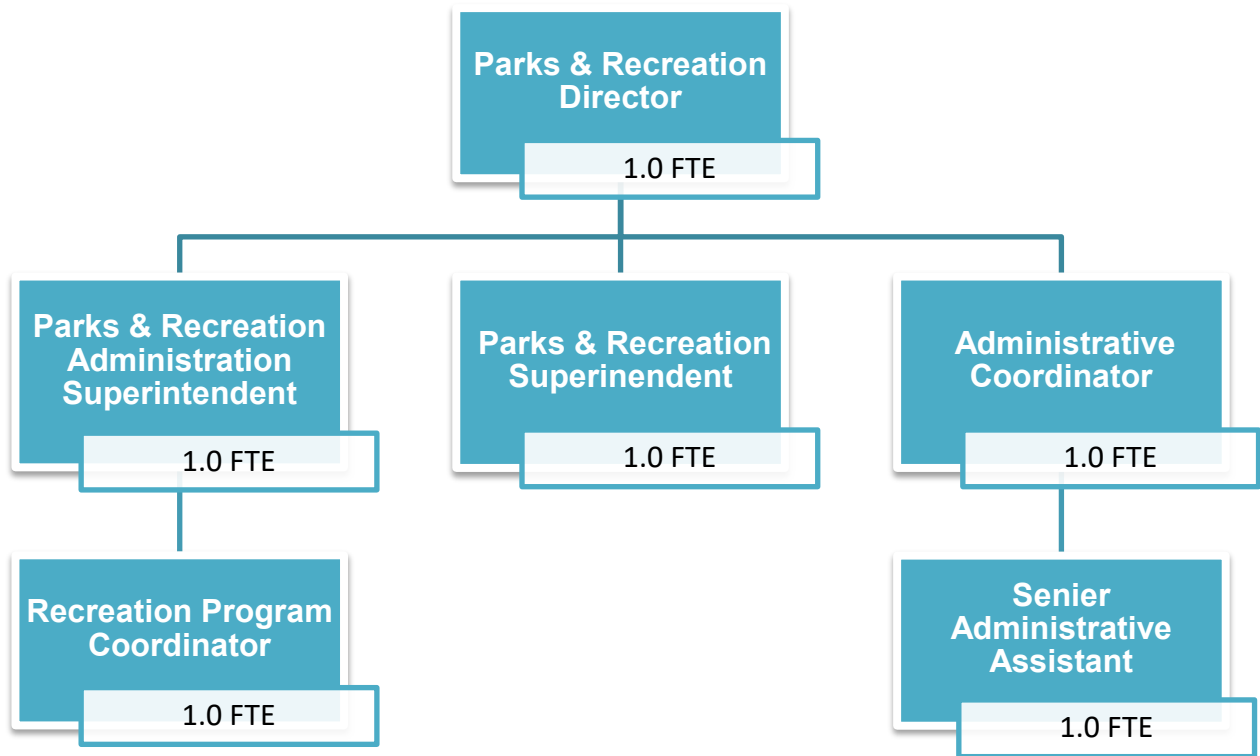 Parks & Recreation
Director
1.0 FTE
Parks & Recreation
Administration
Superintendent
1.0 FTE
Parks & Recreation
Superinendent
1.0 FTE
Administrative
Coordinator
1.0 FTE
Recreation Program
Coordinator
1.0 FTE
Senier
Administrative
Assistant
1.0 FTE